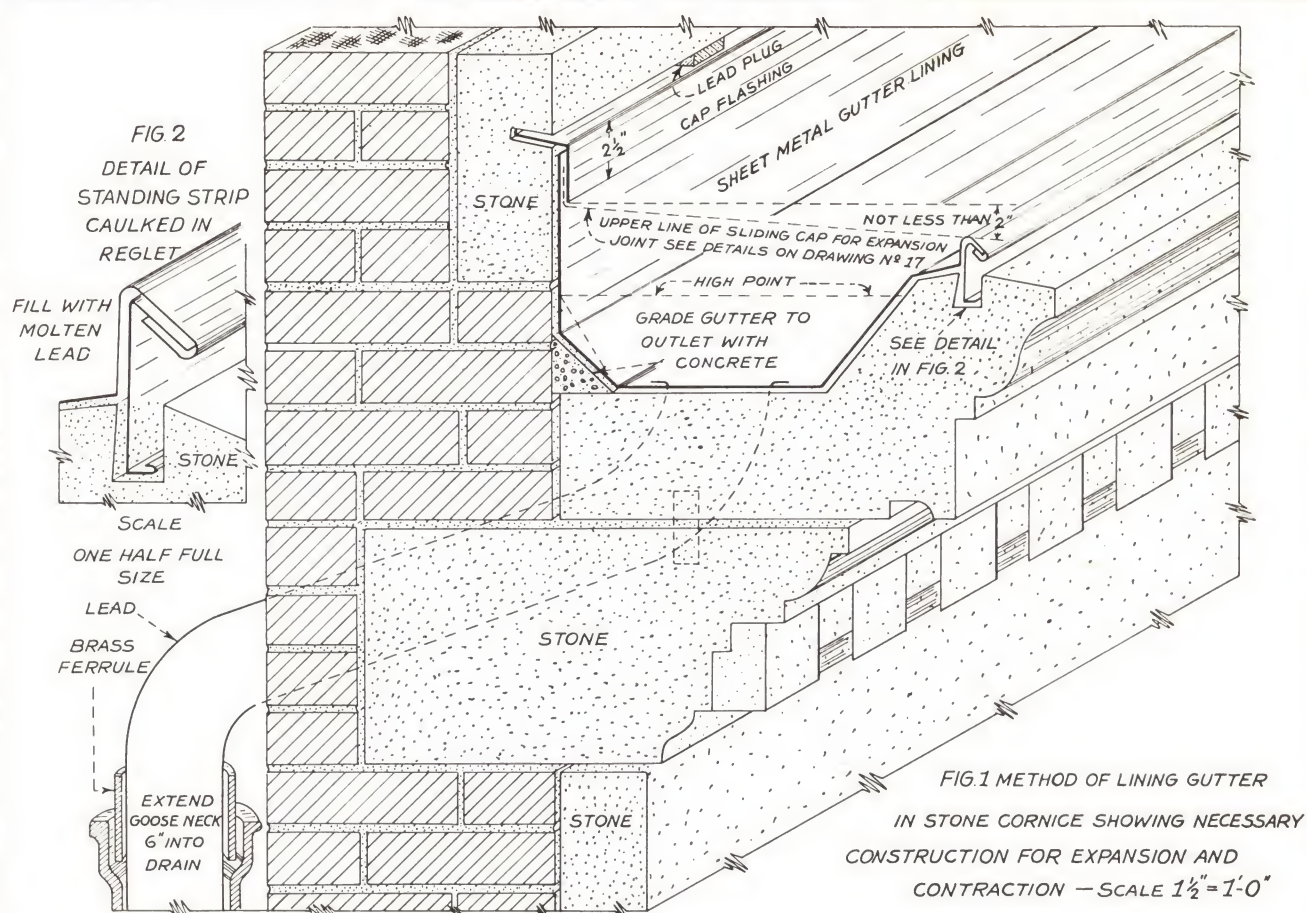 FIG. 2
DETAIL OF
STANDING STRIP
CAULKED IN
REGLET
FILL WITH
MOLTEN
LEAD
STONE
SCALE
ONE HALF FULL
SIZE
LEAD
BRASS
FERRULE
EXTEND
GOOSE NECK
6" INTO
DRAIN
LEAD PLUG
CAP FLASHING
SHEET METAL GUTTER LINING
2½"
STONE
NOT LESS THAN 2"
UPPER LINE OF SLIDING CAP FOR EXPANSION
JOINT SEE DETAILS ON DRAWING Nº 17
HIGH POINT
GRADE GUTTER TO
OUTLET WITH
CONCRETE
SEE DETAIL
IN FIG. 2
STONE
STONE
FIG. 1 METHOD OF LINING GUTTER
IN STONE CORNICE SHOWING NECESSARY
CONSTRUCTION FOR EXPANSION AND
CONTRACTION — SCALE 1½" = 1'-0"